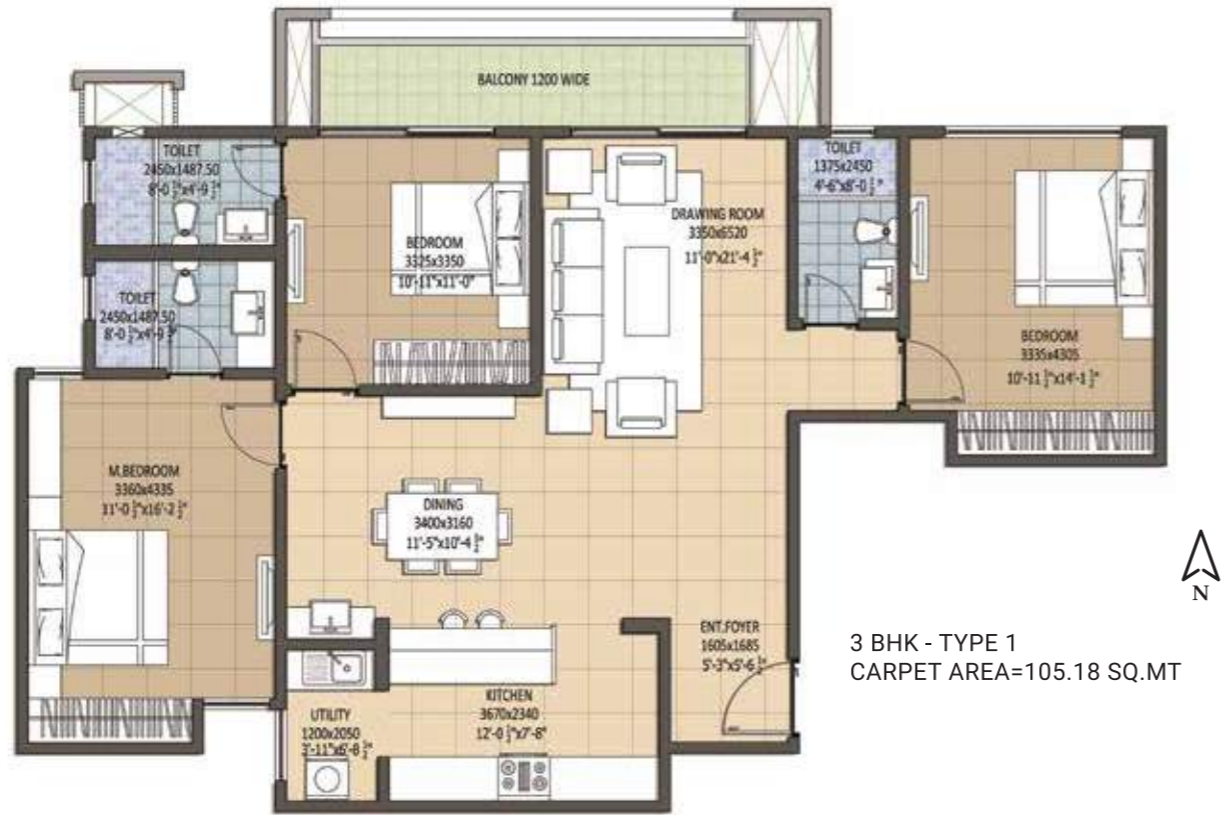 BALCONY 1200 WIDE
TOILET
2450x1487.50
8'-0 ½"x4'-9 ½"
TOILET
1375x2450
4'-6"x8'-0 ½"
DRAWING ROOM
3350x6520
11'-0"x21'-4 ½"
BEDROOM
3325x3350
10'-11"x11'-0"
TOILET
2450x1487.50
8'-0 ½"x4'-9 ½"
BEDROOM
3335x4305
10'-11 ½"x14'-1 ½"
M.BEDROOM
3360x4335
11'-0 ½"x16'-2 ½"
DINING
3400x3160
11'-5"x10'-4 ½"
N
ENT.FOYER
1605x1685
5'-3"x5'-6 ½"
3 BHK - TYPE 1
CARPET AREA=105.18 SQ.MT
KITCHEN
3670x2340
12'-0 ½"x7'-8"
UTILITY
1200x2050
3'-11"x6'-8 ½"